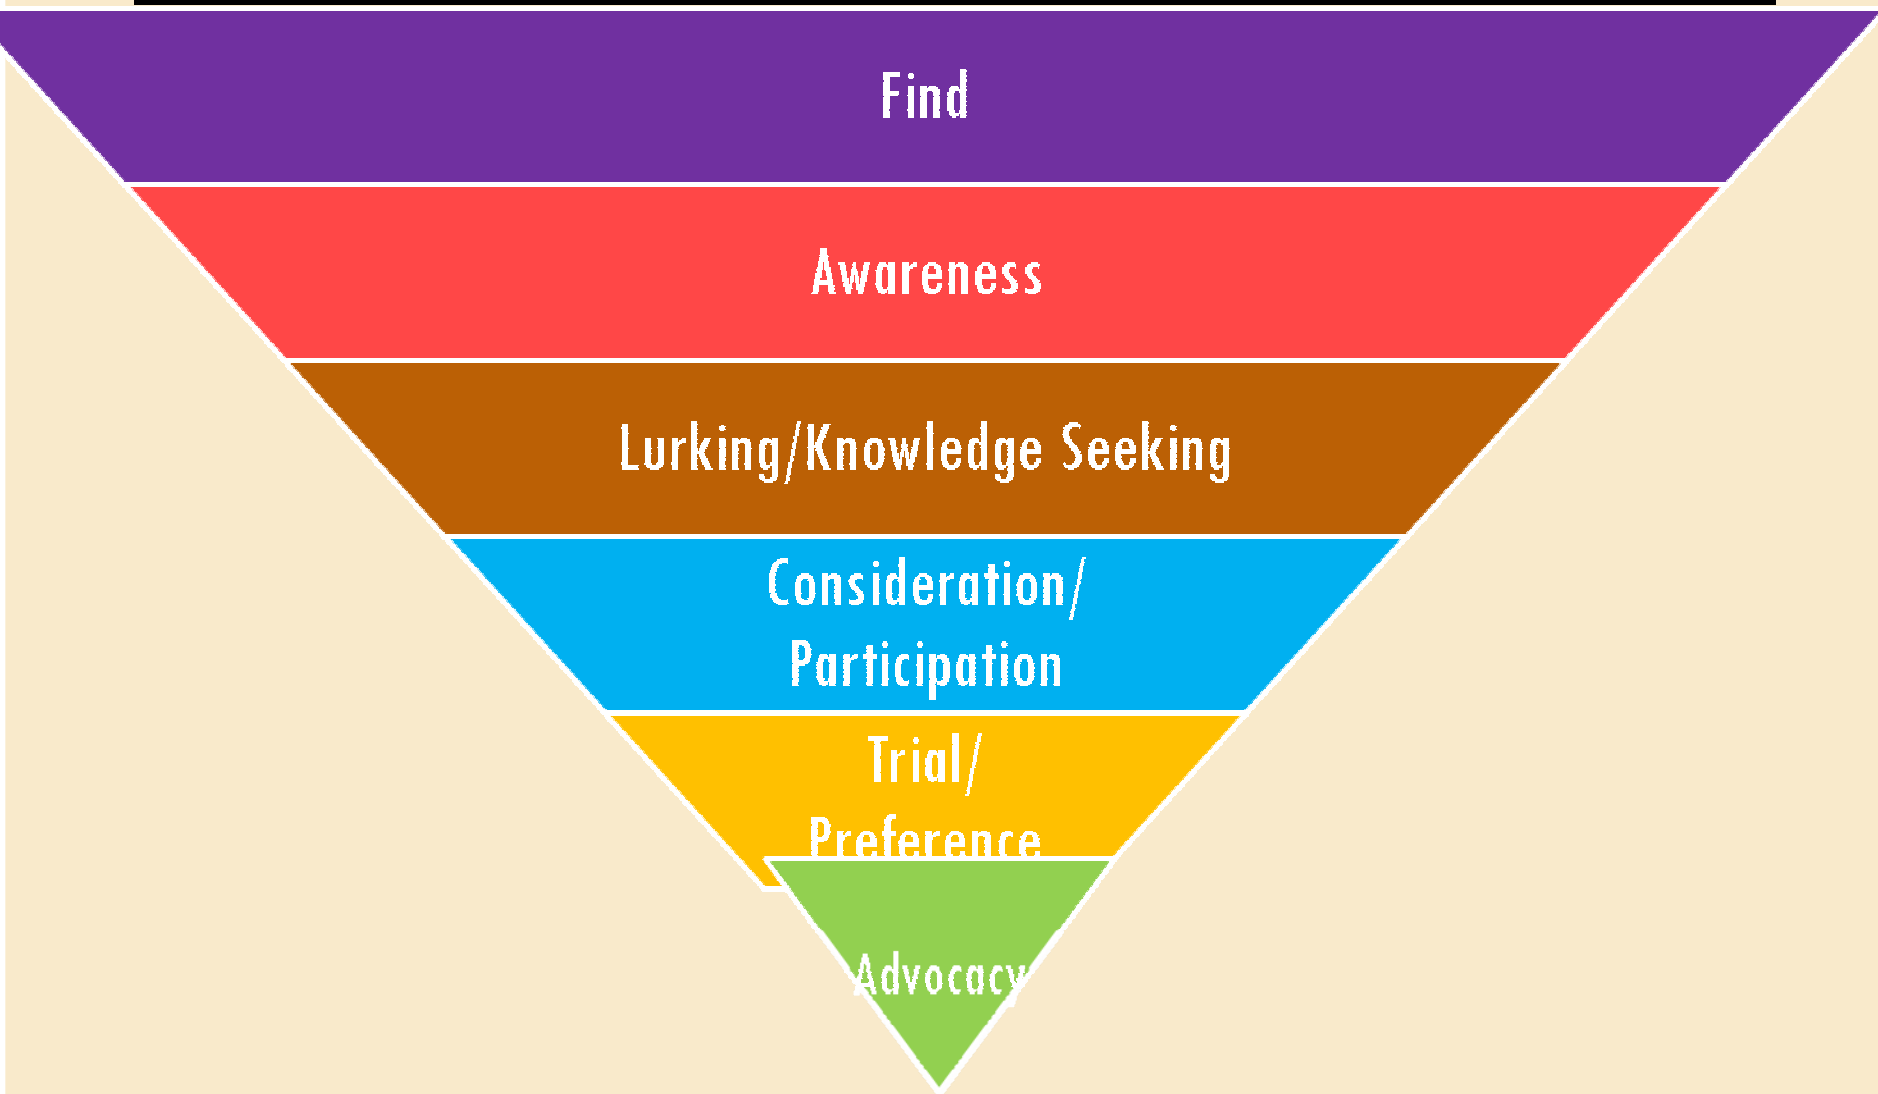 Find
Awareness
Lurking/Knowledge Seeking
Consideration/
Participation
Trial/
Preference
Advocacy